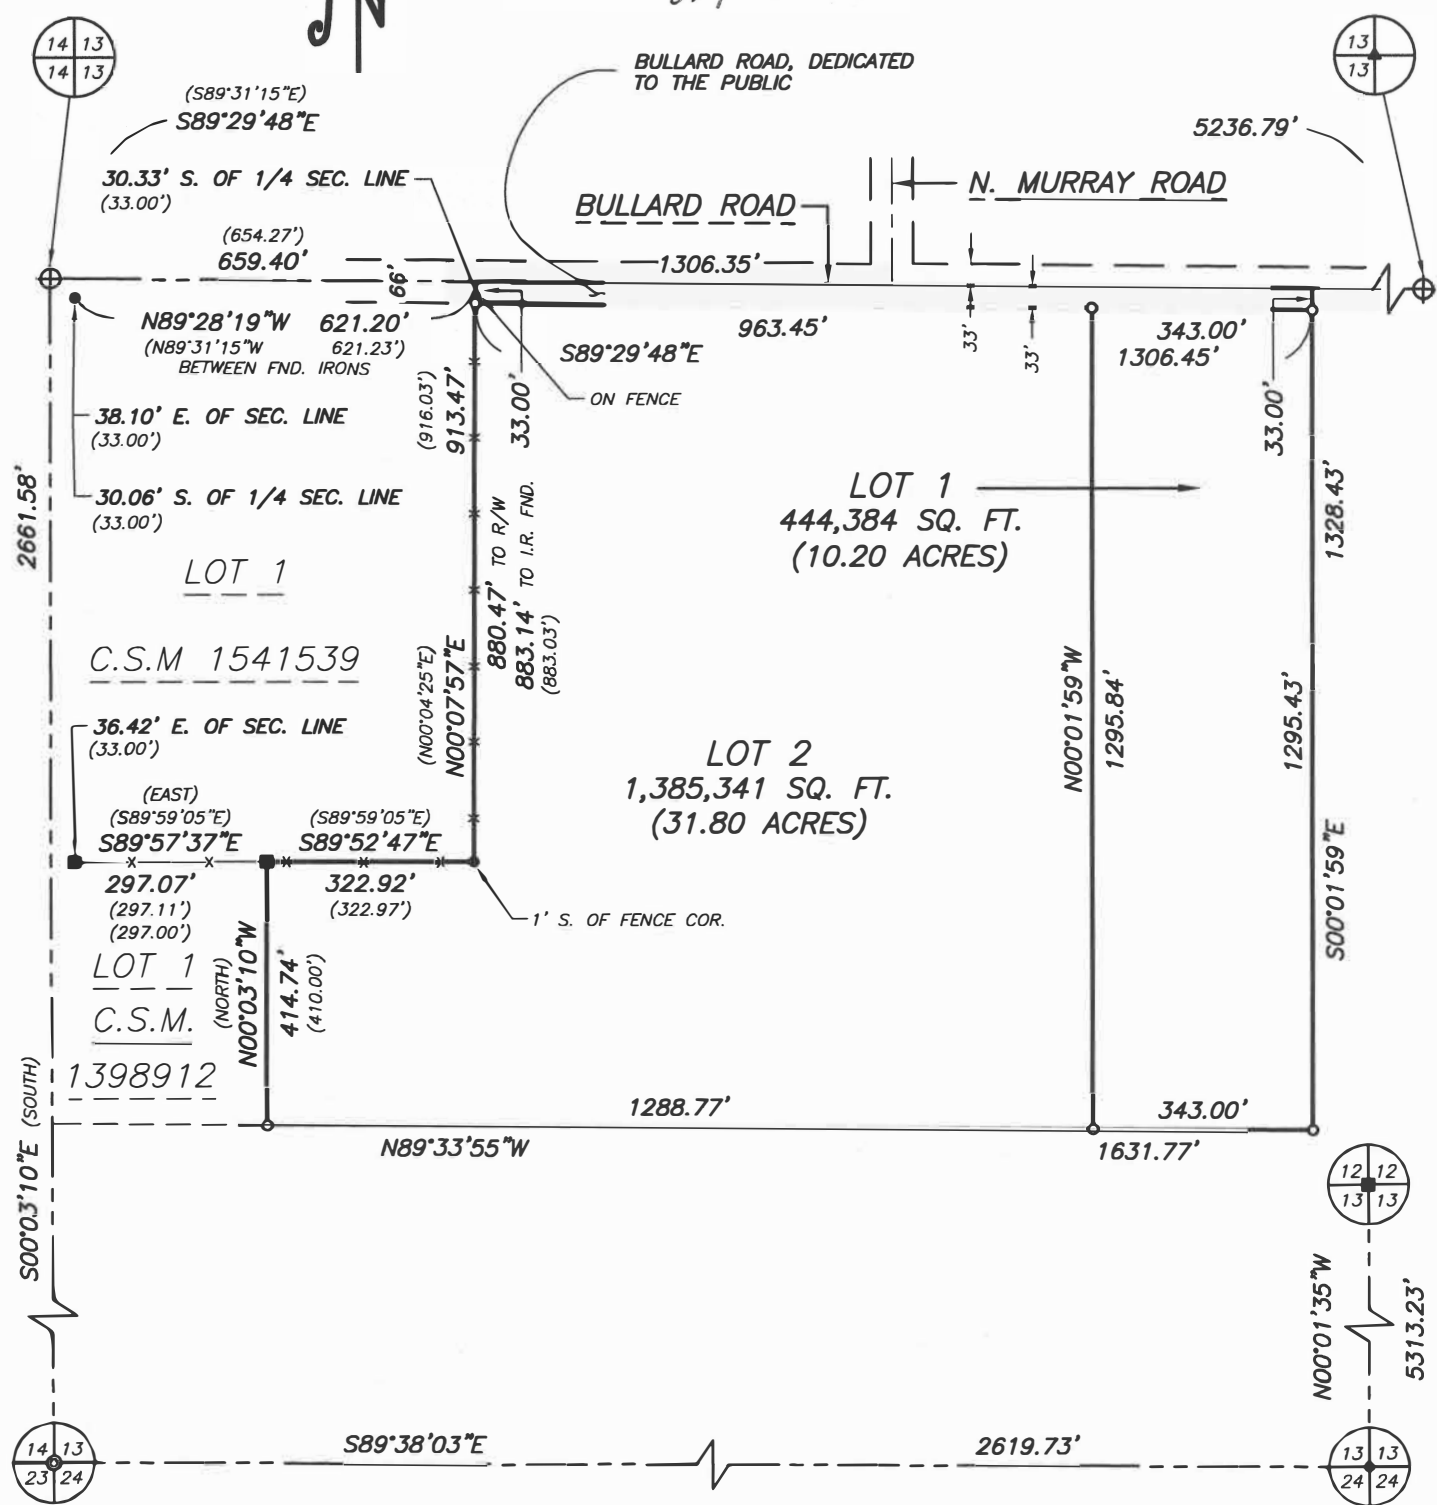 N
14 13
14 13
13
13
BULLARD ROAD, DEDICATED
TO THE PUBLIC
(S89°31'15"E)
S89°29'48"E
5236.79'
30.33' S. OF 1/4 SEC. LINE
(33.00')
N. MURRAY ROAD
BULLARD ROAD
(654.27')
659.40'
66'
1306.35'
N89°28'19"W 621.20'
(N89°31'15"W 621.23')
BETWEEN FND. IRONS
963.45'
33'
33'
343.00'
1306.45'
S89°29'48"E
ON FENCE
38.10' E. OF SEC. LINE
(33.00')
(916.03')
913.47'
33.00'
33.00'
2661.58'
30.06' S. OF 1/4 SEC. LINE
(33.00')
LOT 1
444,384 SQ. FT.
(10.20 ACRES)
1328.43'
LOT 1
C.S.M 1541539
880.47' TO R/W
883.14' TO I.R. FND.
(883.03')
(N00°04'25"E)
N00°07'57"E
N00°01'59"W
1295.84'
1295.43'
36.42' E. OF SEC. LINE
(33.00')
LOT 2
1,385,341 SQ. FT.
(31.80 ACRES)
S00°01'59"E
(EAST)
(S89°59'05"E)
S89°57'37"E
(S89°59'05"E)
S89°52'47"E
297.07'
(297.11')
(297.00')
322.92'
(322.97')
1' S. OF FENCE COR.
LOT 1
C.S.M.
1398912
(NORTH)
N00°03'10"W
414.74'
(410.00')
S00°03'10"E (SOUTH)
1288.77'
343.00'
N89°33'55"W
1631.77'
12 12
13 13
N00°01'35"W
5313.23'
14 13
23 24
S89°38'03"E
2619.73'
13 13
24 24